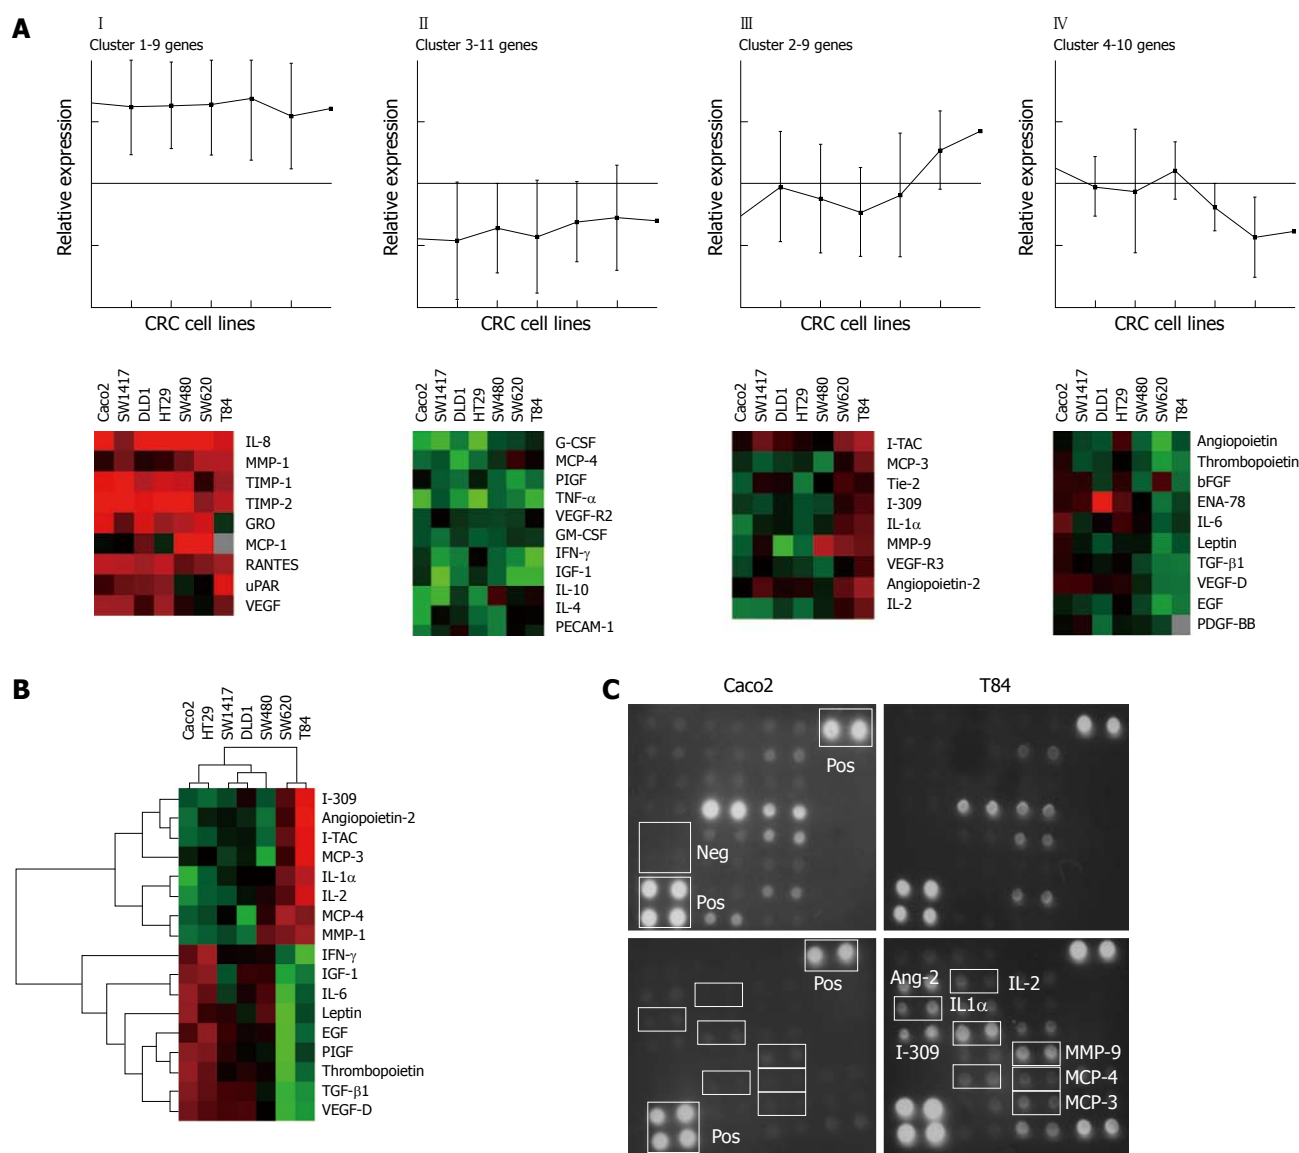 A
I
Cluster 1-9 genes
Relative expression
CRC cell lines
II
Cluster 3-11 genes
Relative expression
CRC cell lines
III
Cluster 2-9 genes
Relative expression
CRC cell lines
IV
Cluster 4-10 genes
Relative expression
CRC cell lines
Caco2
SW1417
DLD1
HT29
SW480
SW620
T84
IL-8
MMP-1
TIMP-1
TIMP-2
GRO
MCP-1
RANTES
uPAR
VEGF
Caco2
SW1417
DLD1
HT29
SW480
SW620
T84
G-CSF
MCP-4
PIGF
TNF-α
VEGF-R2
GM-CSF
IFN-γ
IGF-1
IL-10
IL-4
PECAM-1
Caco2
SW1417
DLD1
HT29
SW480
SW620
T84
I-TAC
MCP-3
Tie-2
I-309
IL-1α
MMP-9
VEGF-R3
Angiopoietin-2
IL-2
Caco2
SW1417
DLD1
HT29
SW480
SW620
T84
Angiopoietin
Thrombopoietin
bFGF
ENA-78
IL-6
Leptin
TGF-β1
VEGF-D
EGF
PDGF-BB
B
Caco2
HT29
SW1417
DLD1
SW480
SW620
T84
I-309
Angiopoietin-2
I-TAC
MCP-3
IL-1α
IL-2
MCP-4
MMP-1
IFN-γ
IGF-1
IL-6
Leptin
EGF
PIGF
Thrombopoietin
TGF-β1
VEGF-D
C
Caco2
T84
Pos
Neg
Pos
Pos
Pos
Ang-2
IL-2
IL1α
I-309
MMP-9
MCP-4
MCP-3